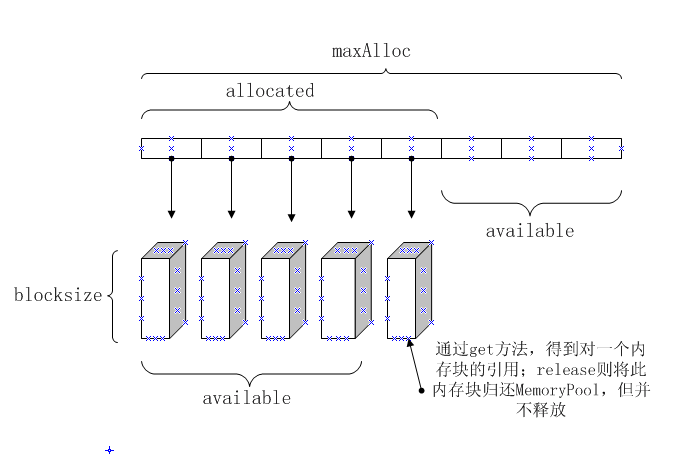 maxAlloc
allocated
available
blocksize
通过get方法，得到对一个内
存块的引用；release则将此
内存块归还MemoryPool，但并
不释放
available